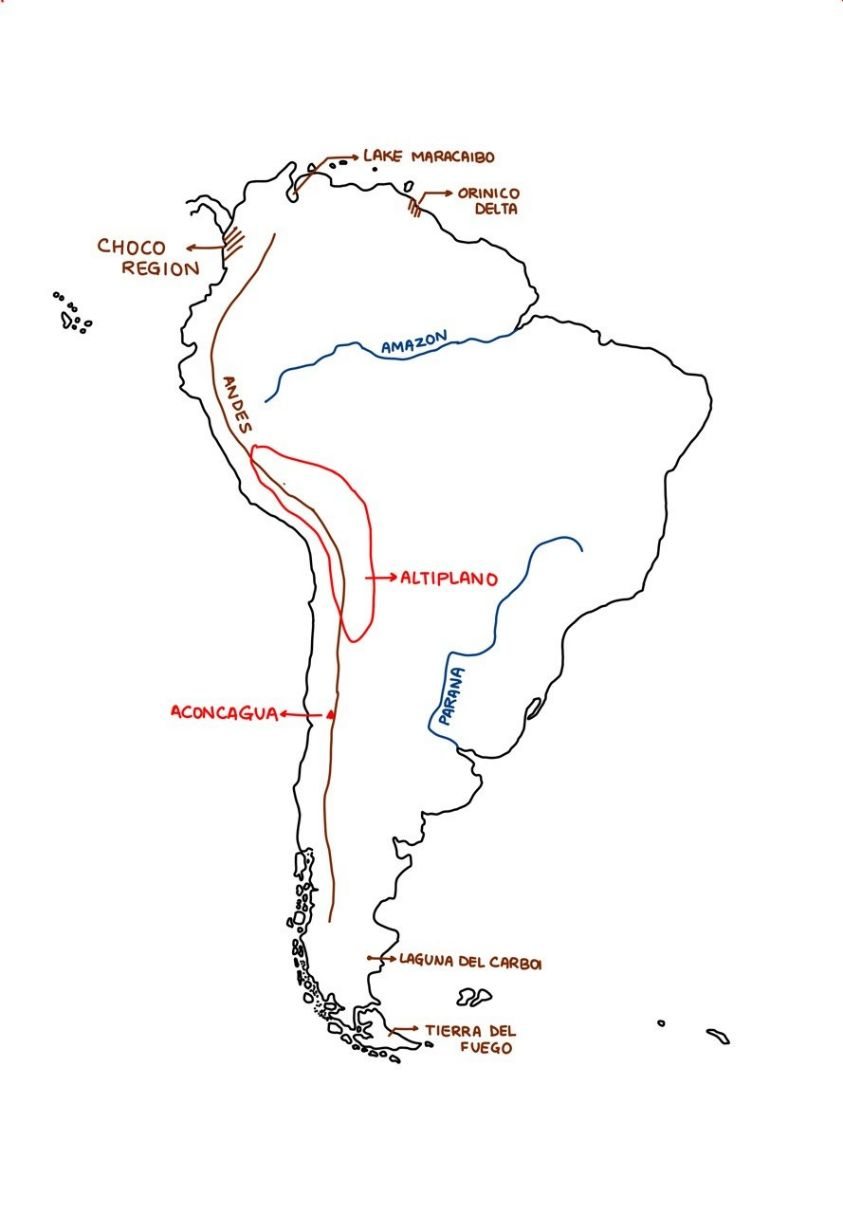 LAKE MARACAIBO
ORINICO
DELTA
CHOCO
REGION
AMAZON
ANDES
ALTIPLANO
PARANA
ACONCAGUA
LAGUNA DEL CARBOI
TIERRA DEL
FUEGO